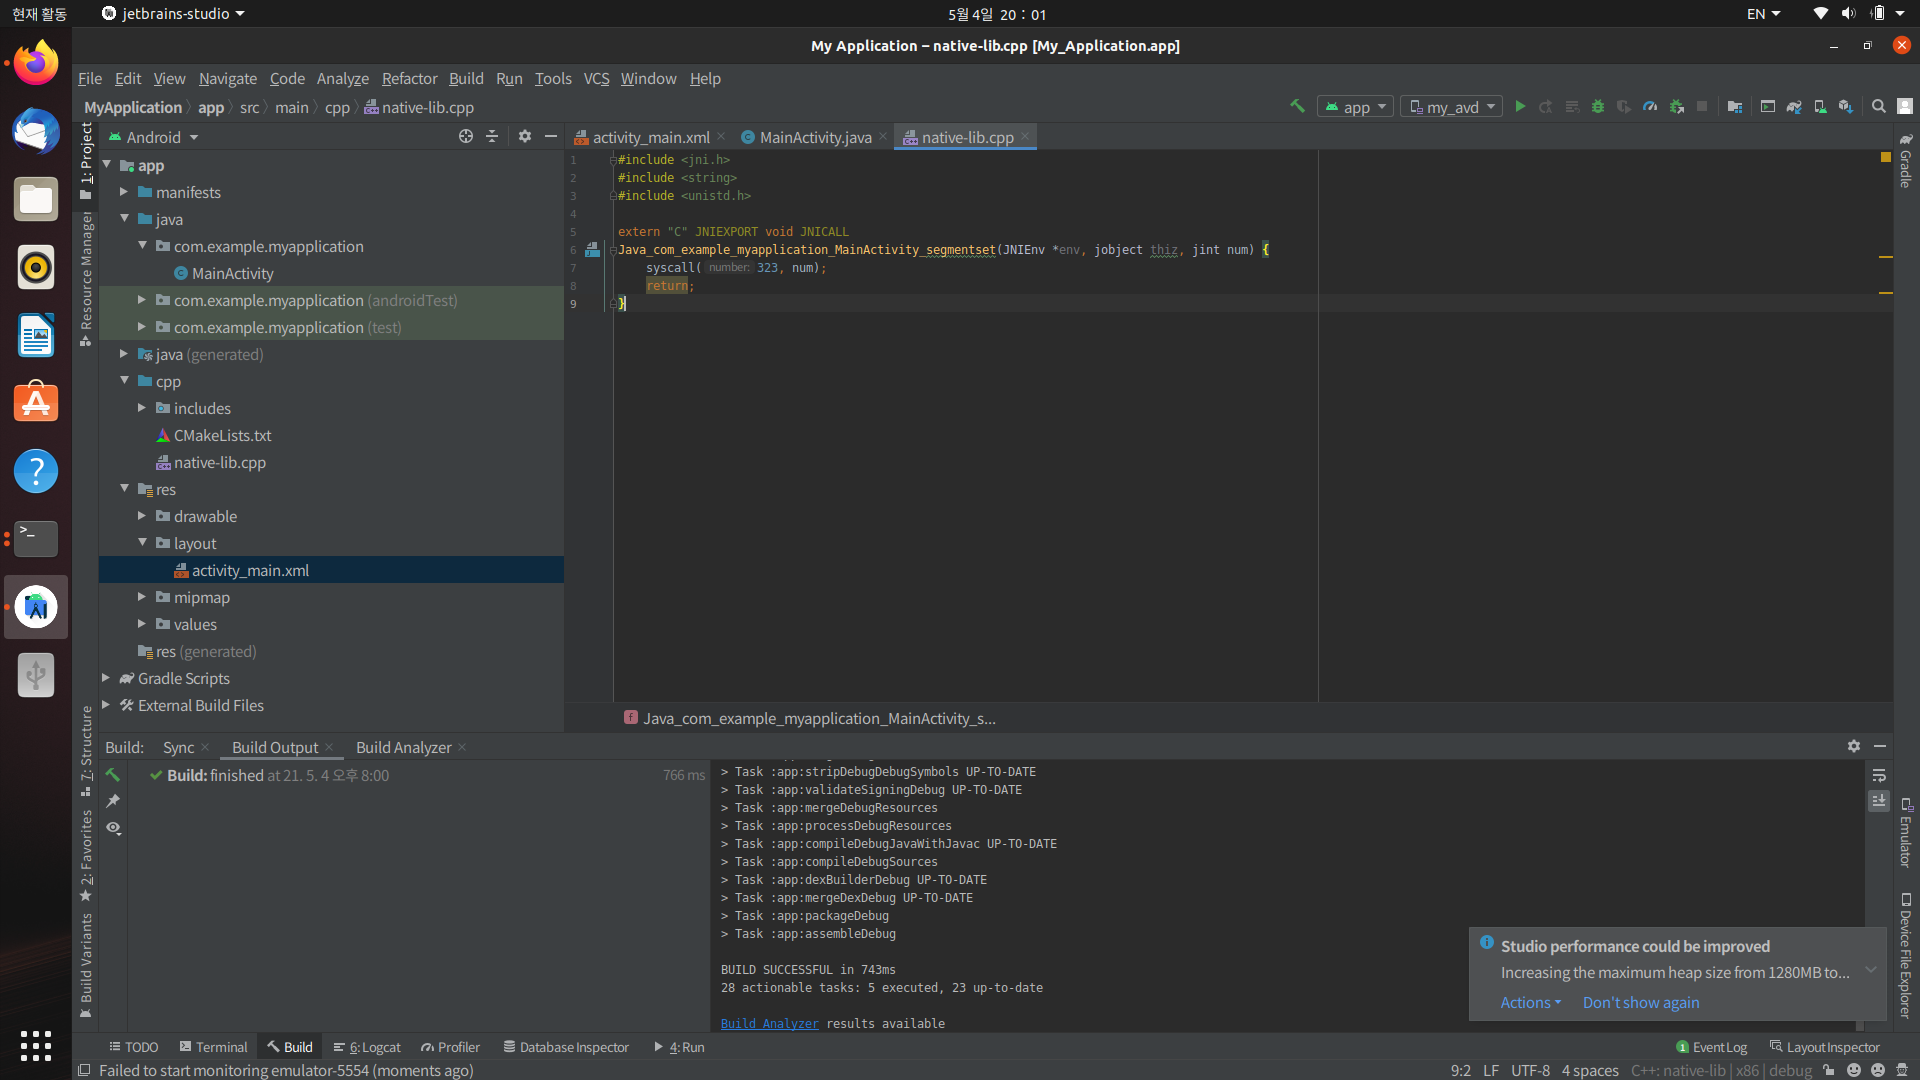 현재 활동 jetbrains-studio 5월 4일 20 : 01 EN
My Application – native-lib.cpp [My_Application.app]
File Edit View Navigate Code Analyze Refactor Build Run Tools VCS Window Help
MyApplication app src main cpp native-lib.cpp app my_avd
1: Project
Resource Manager
7: Structure
2: Favorites
Build Variants
Android
app
manifests
java
com.example.myapplication
MainActivity
com.example.myapplication (androidTest)
com.example.myapplication (test)
java (generated)
cpp
includes
CMakeLists.txt
native-lib.cpp
res
drawable
layout
activity_main.xml
mipmap
values
res (generated)
Gradle Scripts
External Build Files
activity_main.xml MainActivity.java native-lib.cpp
1 #include <jni.h>
2 #include <string>
3 #include <unistd.h>
4
5 extern "C" JNIEXPORT void JNICALL
6 Java_com_example_myapplication_MainActivity_segmentset(JNIEnv *env, jobject thiz, jint num) {
7 syscall( number: 323, num);
8 return;
9 }
Java_com_example_myapplication_MainActivity_s...
Gradle
Emulator
Device File Explorer
Build: Sync Build Output Build Analyzer
Build: finished at 21. 5. 4 오후 8:00 766 ms
> Task :app:stripDebugDebugSymbols UP-TO-DATE
> Task :app:validateSigningDebug UP-TO-DATE
> Task :app:mergeDebugResources
> Task :app:processDebugResources
> Task :app:compileDebugJavaWithJavac UP-TO-DATE
> Task :app:compileDebugSources
> Task :app:dexBuilderDebug UP-TO-DATE
> Task :app:mergeDexDebug UP-TO-DATE
> Task :app:packageDebug
> Task :app:assembleDebug
BUILD SUCCESSFUL in 743ms
28 actionable tasks: 5 executed, 23 up-to-date
Build Analyzer results available
Studio performance could be improved
Increasing the maximum heap size from 1280MB to...
Actions Don't show again
TODO Terminal Build 6: Logcat Profiler Database Inspector 4: Run 1 Event Log Layout Inspector
Failed to start monitoring emulator-5554 (moments ago) 9:2 LF UTF-8 4 spaces C++: native-lib | x86 | debug